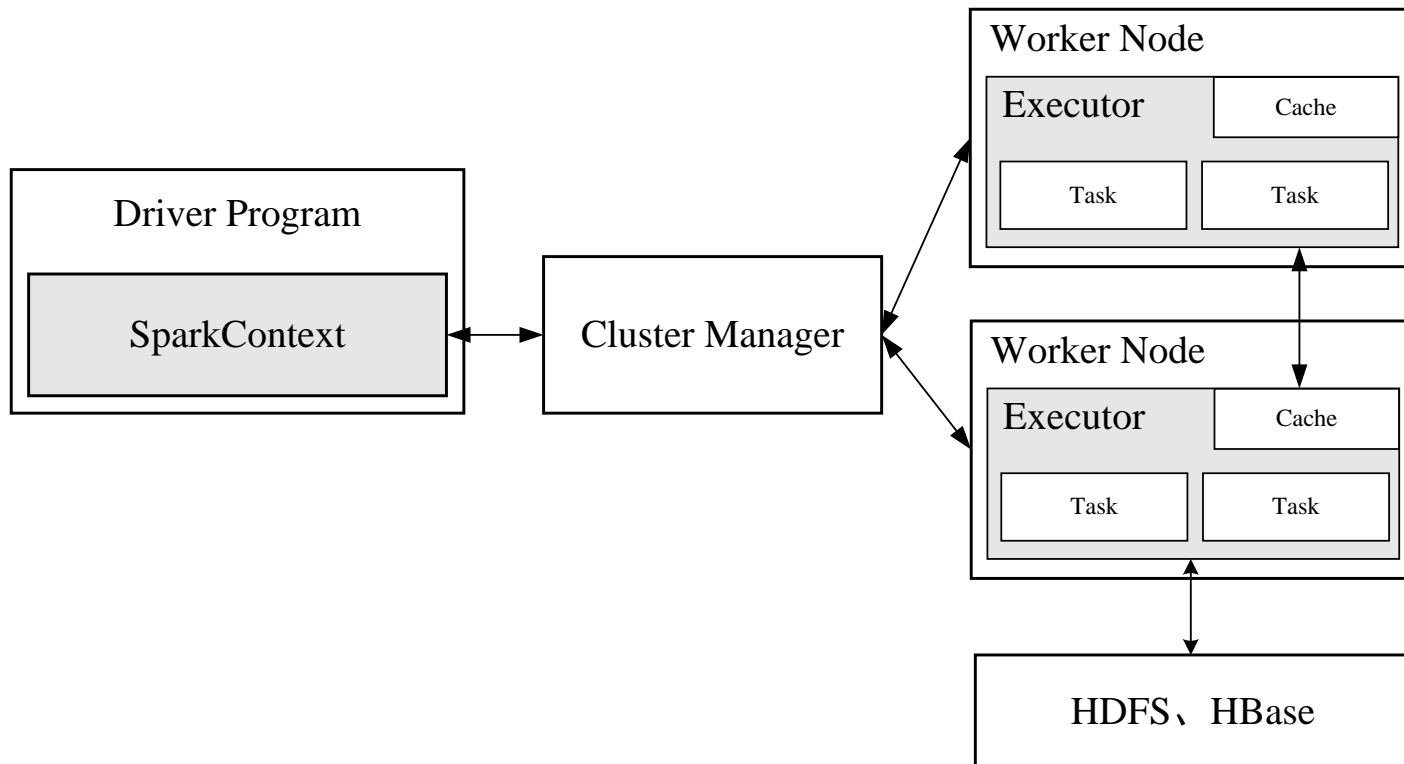 Driver Program
SparkContext
Cluster Manager
Worker Node
Executor
Cache
Task
Task
Worker Node
Executor
Cache
Task
Task
HDFS、HBase